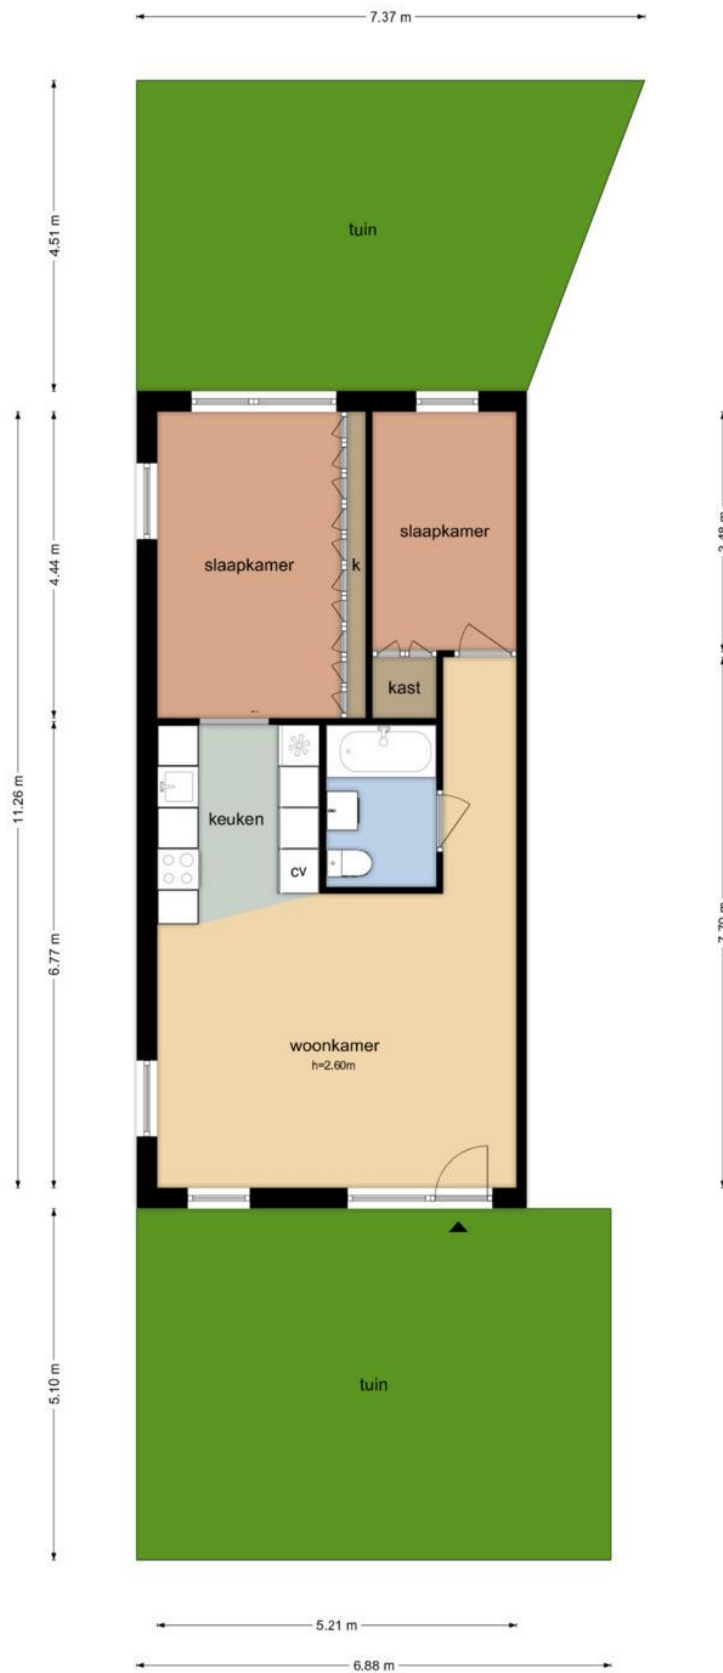 7.37 m
4.51 m
tuin
4.44 m
11.26 m
slaapkamer
k
slaapkamer
kast
keuken
cv
6.77 m
woonkamer
h=2.60m
5.10 m
tuin
5.21 m
6.88 m